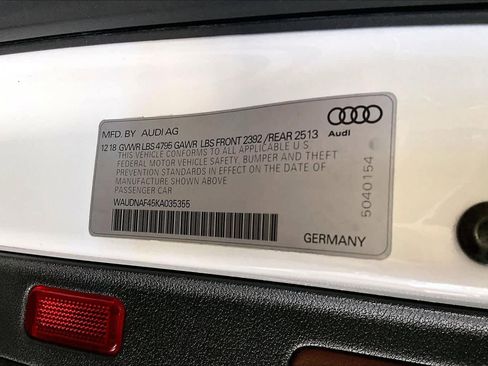 MFD. BY AUDI AG
12 18 GVWR LBS 4795 GAWR LBS FRONT 2392 /REAR 2513
THIS VEHICLE CONFORMS TO ALL APPLICABLE U S
FEDERAL MOTOR VEHICLE SAFETY, BUMPER AND THEFT
PREVENTION STANDARDS IN EFFECT ON THE DATE OF
MANUFACTURE SHOWN ABOVE
PASSENGER CAR
WAUDNAF45KA035355
Audi
5040154
GERMANY